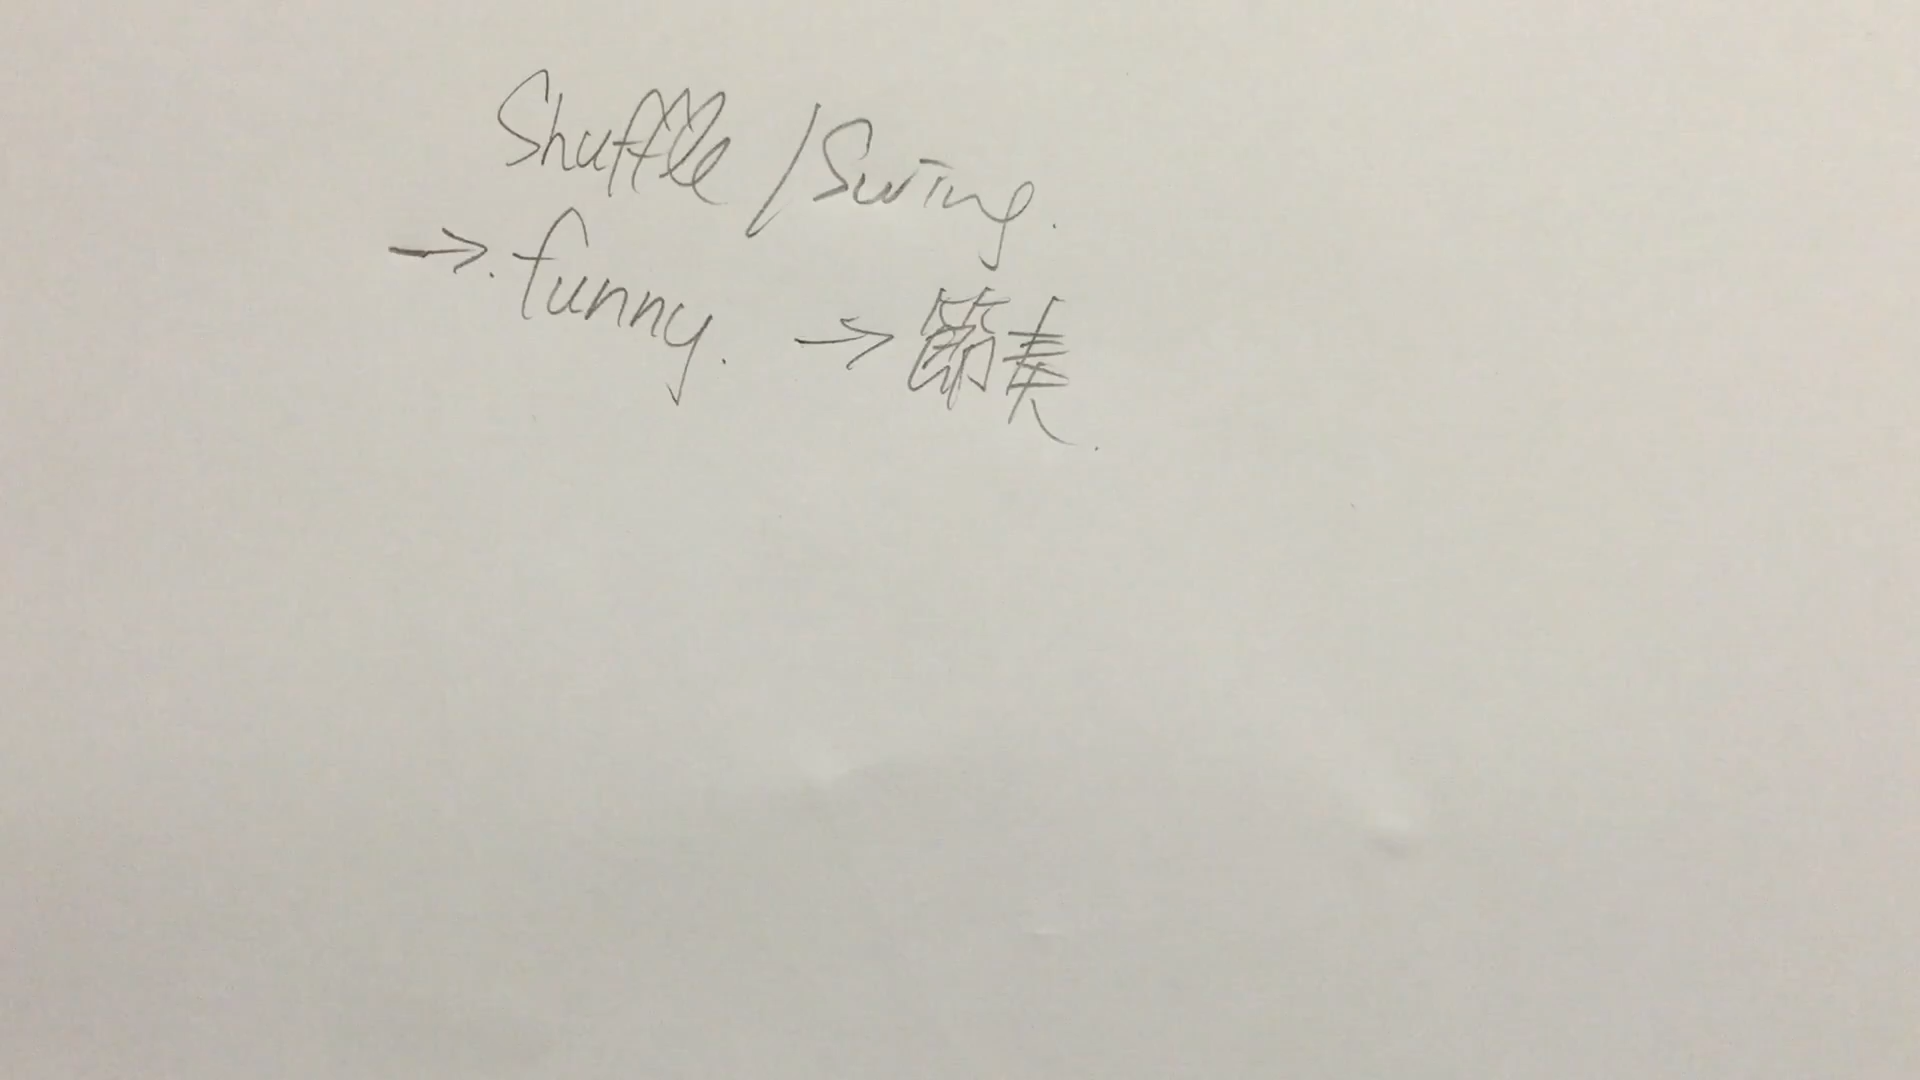 Shuffle / Swing.
→. funny. → 節奏.